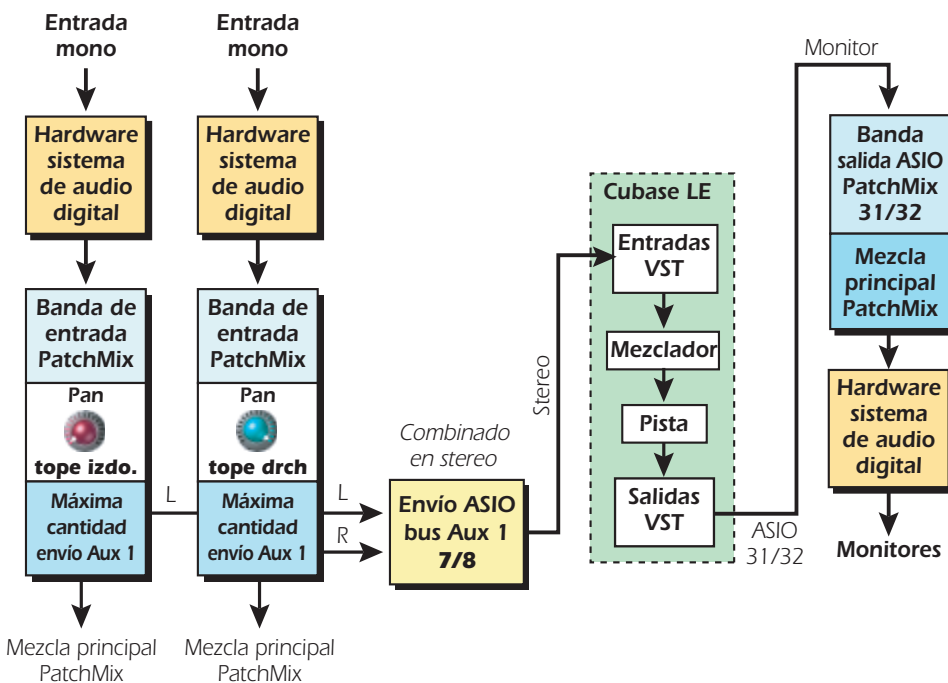 Entrada
mono
Hardware
sistema
de audio
digital
Banda de
entrada
PatchMix
Pan
tope izdo.
Máxima
cantidad
envío Aux 1
Mezcla principal
PatchMix
L
Entrada
mono
Hardware
sistema
de audio
digital
Banda de
entrada
PatchMix
Pan
tope drch
Máxima
cantidad
envío Aux 1
Mezcla principal
PatchMix
L
R
Combinado
en stereo
Envío ASIO
bus Aux 1
7/8
Stereo
Cubase LE
Entradas
VST
Mezclador
Pista
Salidas
VST
ASIO
31/32
Monitor
Banda
salida ASIO
PatchMix
31/32
Mezcla
principal
PatchMix
Hardware
sistema
de audio
digital
Monitores